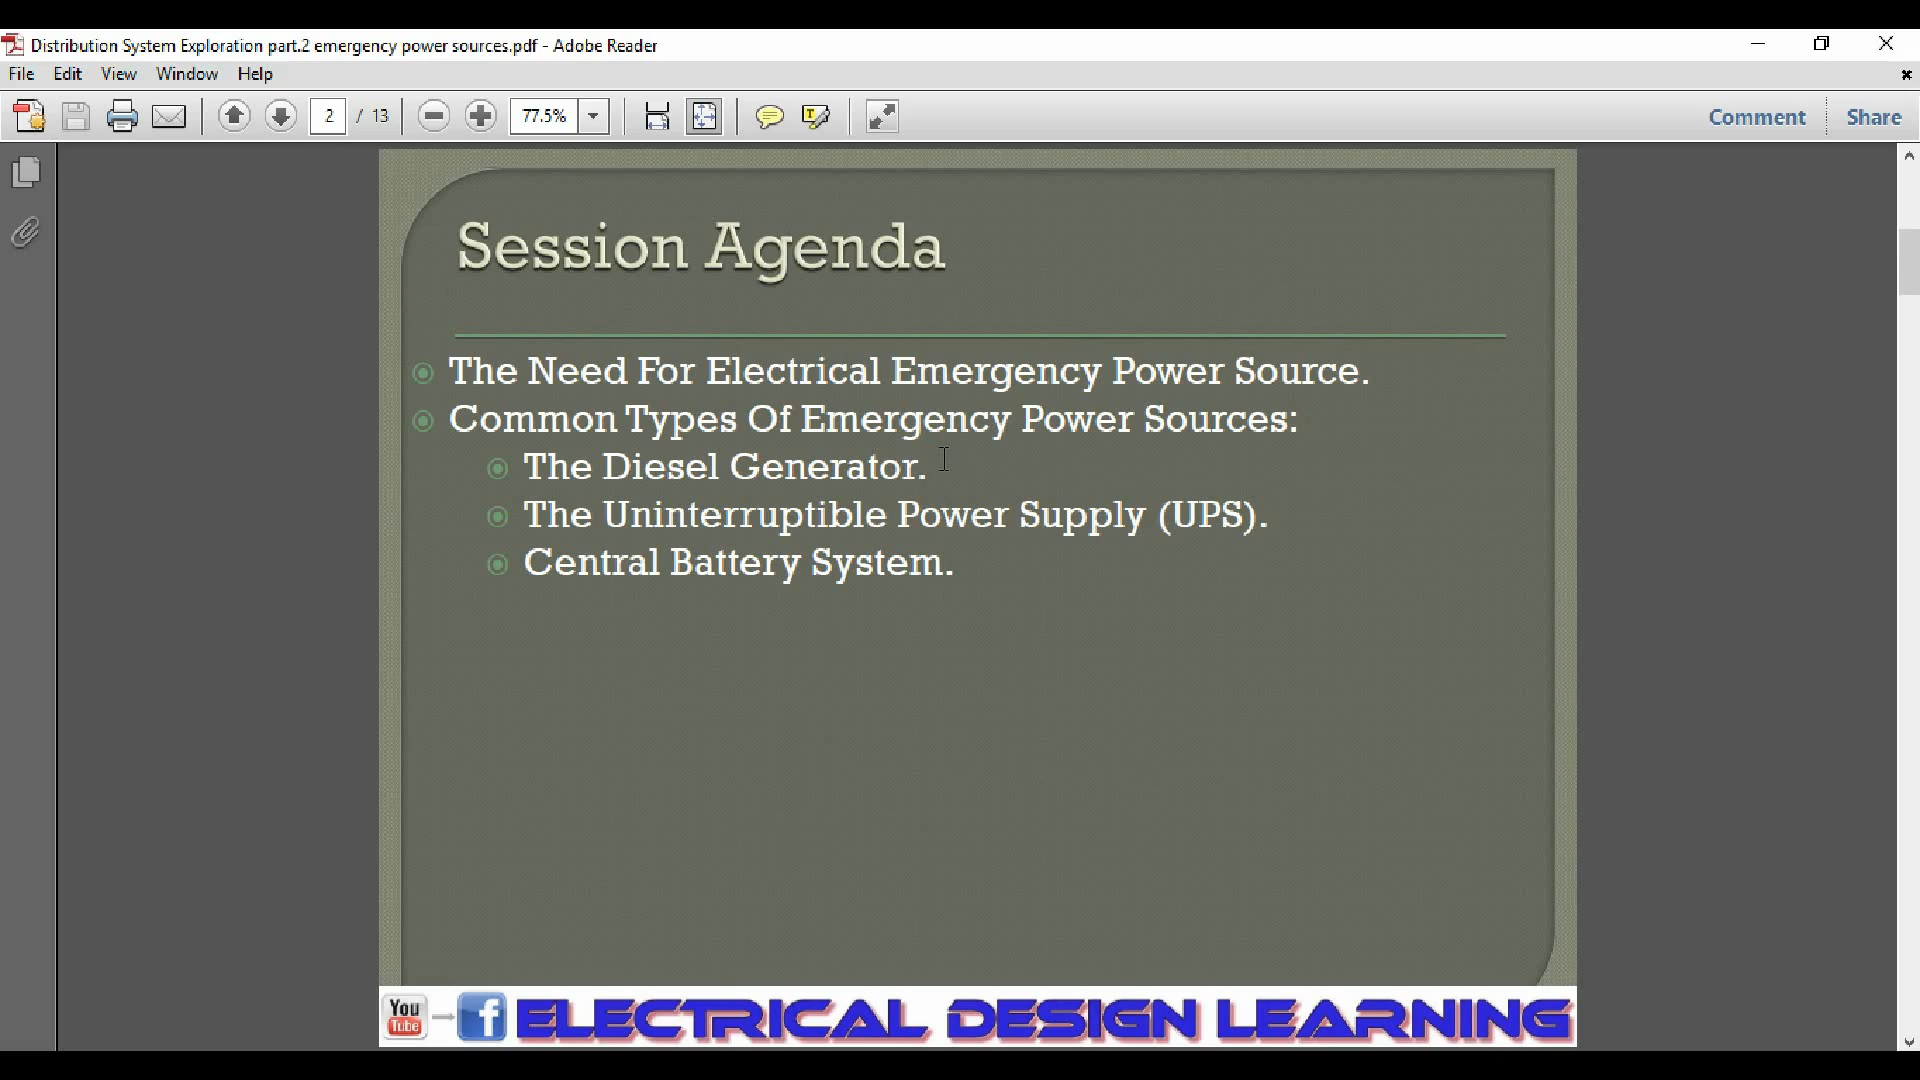 Distribution System Exploration part.2 emergency power sources.pdf - Adobe Reader
File Edit View Window Help
2 / 13 77.5% Comment Share
Session Agenda
The Need For Electrical Emergency Power Source.
Common Types Of Emergency Power Sources:
The Diesel Generator.
The Uninterruptible Power Supply (UPS).
Central Battery System.
You Tube f ELECTRICAL DESIGN LEARNING